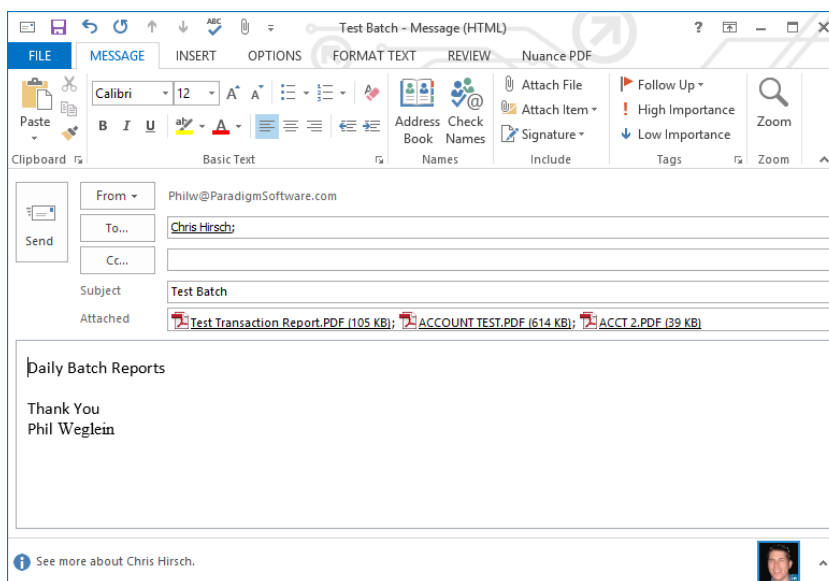 ABC
Test Batch - Message (HTML)
?
FILE MESSAGE INSERT OPTIONS FORMAT TEXT REVIEW Nuance PDF
Paste
Calibri 12 A A
B I U ab A
Address Book
Check Names
Attach File
Attach Item
Signature
Follow Up
High Importance
Low Importance
Zoom
Clipboard Basic Text Names Include Tags Zoom
Send
From Philw@ParadigmSoftware.com
To... Chris Hirsch;
Cc...
Subject Test Batch
Attached Test Transaction Report.PDF (105 KB); ACCOUNT TEST.PDF (614 KB); ACCT 2.PDF (39 KB)
Daily Batch Reports
Thank You
Phil Weglein
See more about Chris Hirsch.